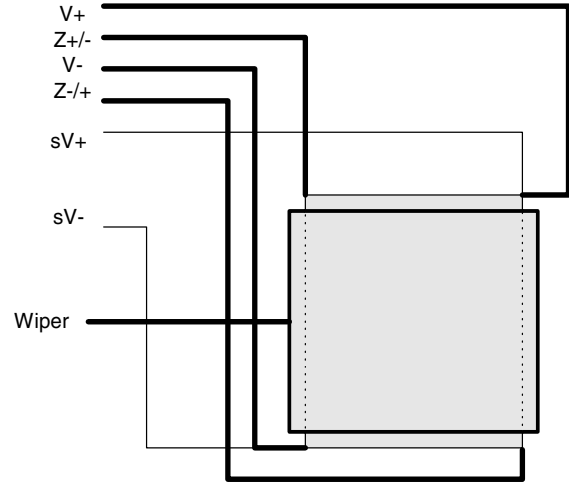 V+
Z+/-
V-
Z-/+
sV+
sV-
Wiper